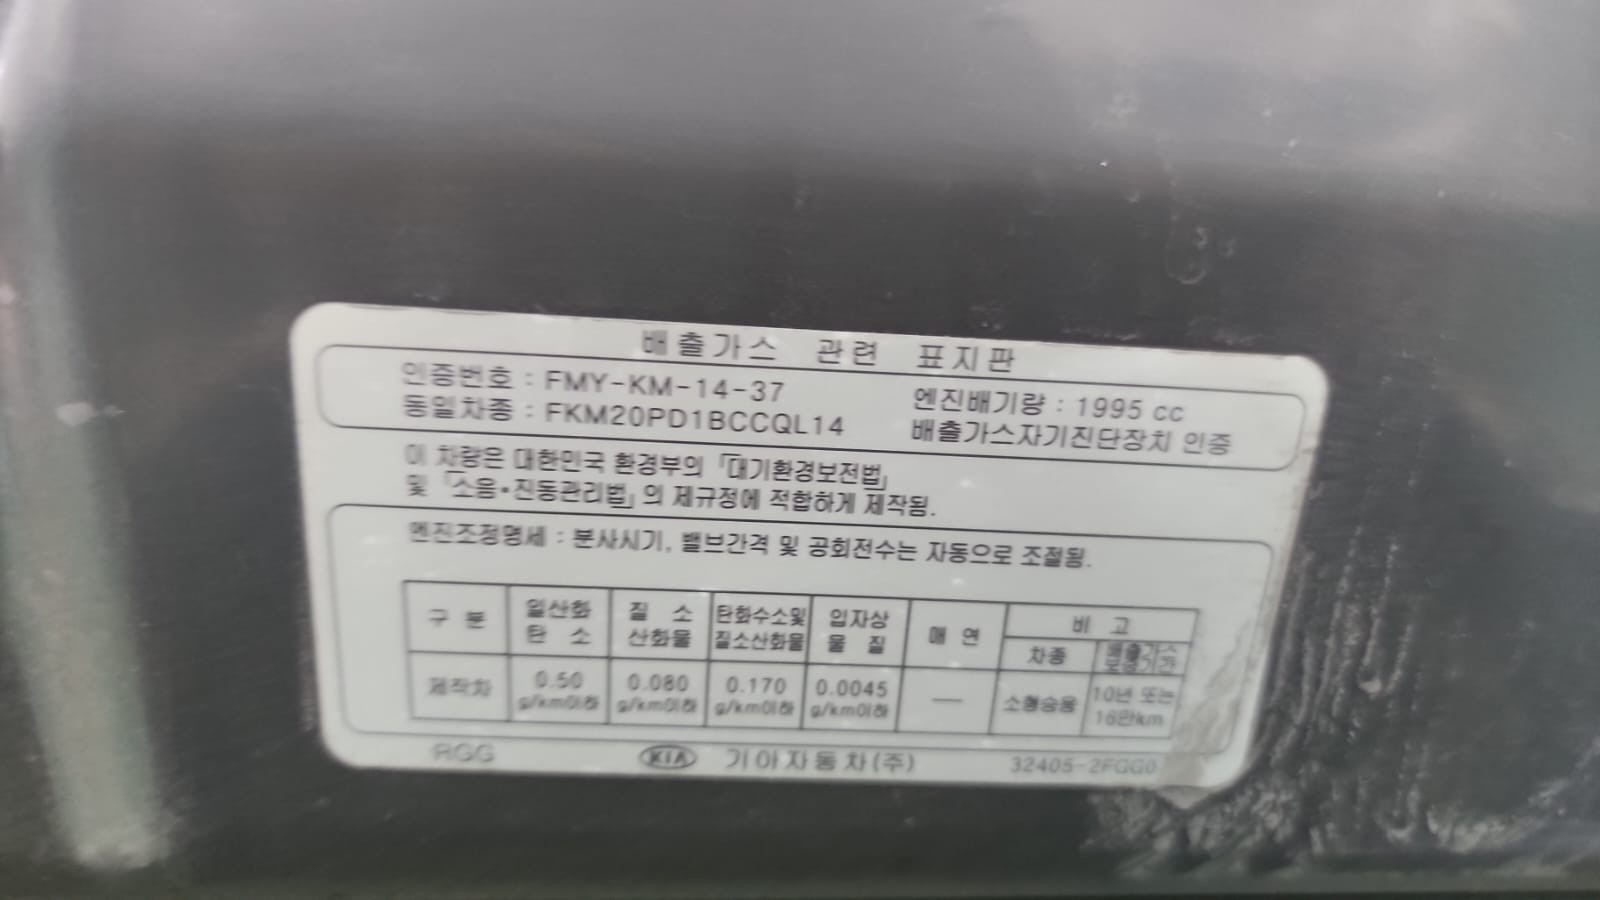 배출가스 관련 표지판
인증번호 : FMY-KM-14-37 엔진배기량 : 1995 cc
동일차종 : FKM20PD1BCCQL14 배출가스자기진단장치 인증
이 차량은 대한민국 환경부의 「대기환경보전법」
및 「소음·진동관리법」의 제규정에 적합하게 제작됨.
엔진조정명세 : 분사시기, 밸브간격 및 공회전수는 자동으로 조절됨.
구 분 일산화 탄 소 질 소 산화물 탄화수소및 질소산화물 입자상 물 질 매 연 비 고
차종 배출가스 보증기간
제작차 0.50 g/km이하 0.080 g/km이하 0.170 g/km이하 0.0045 g/km이하 — 소형승용 10년 또는 16만km
KIA 기아자동차(주)